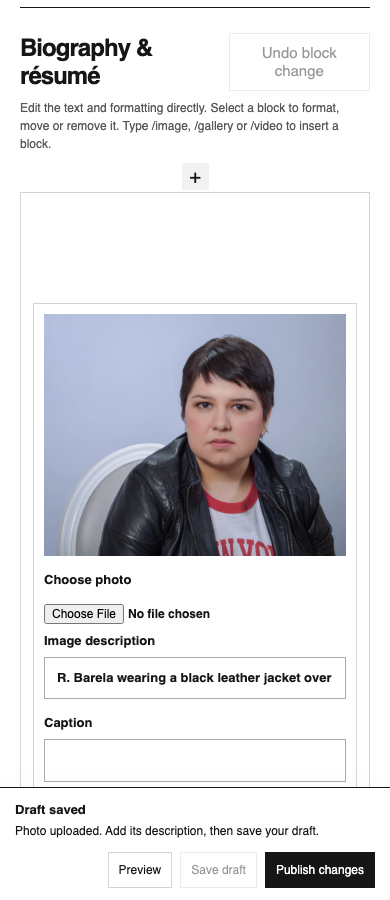 Biography &
résumé
Undo block
change
Edit the text and formatting directly. Select a block to format,
move or remove it. Type /image, /gallery or /video to insert a
block.
+
Choose photo
Choose File No file chosen
Image description
R. Barela wearing a black leather jacket over
Caption
Draft saved
Photo uploaded. Add its description, then save your draft.
Preview
Save draft
Publish changes